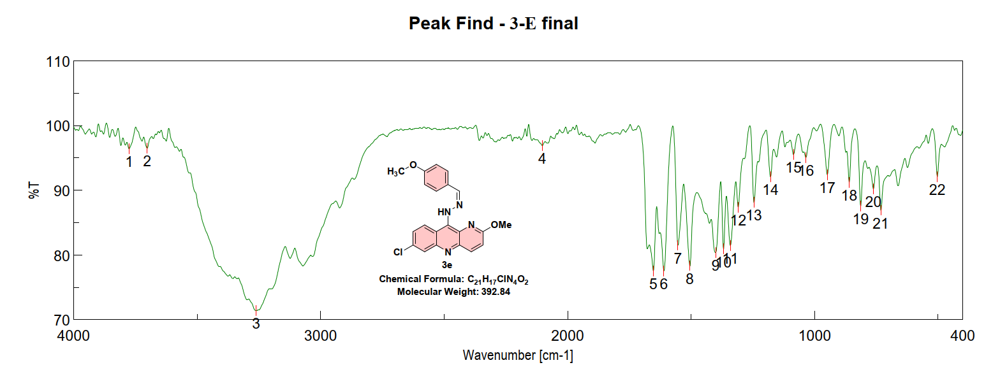 Peak Find - 3-E final
110
100
90
80
70
%T
4000
3000
2000
1000
400
Wavenumber [cm-1]
1
2
3
4
5
6
7
8
9
10
11
12
13
14
15
16
17
18
19
20
21
22
H₃C
O
N
HN
N
OMe
Cl
N
3e
Chemical Formula: C₂₁H₁₇ClN₄O₂
Molecular Weight: 392.84